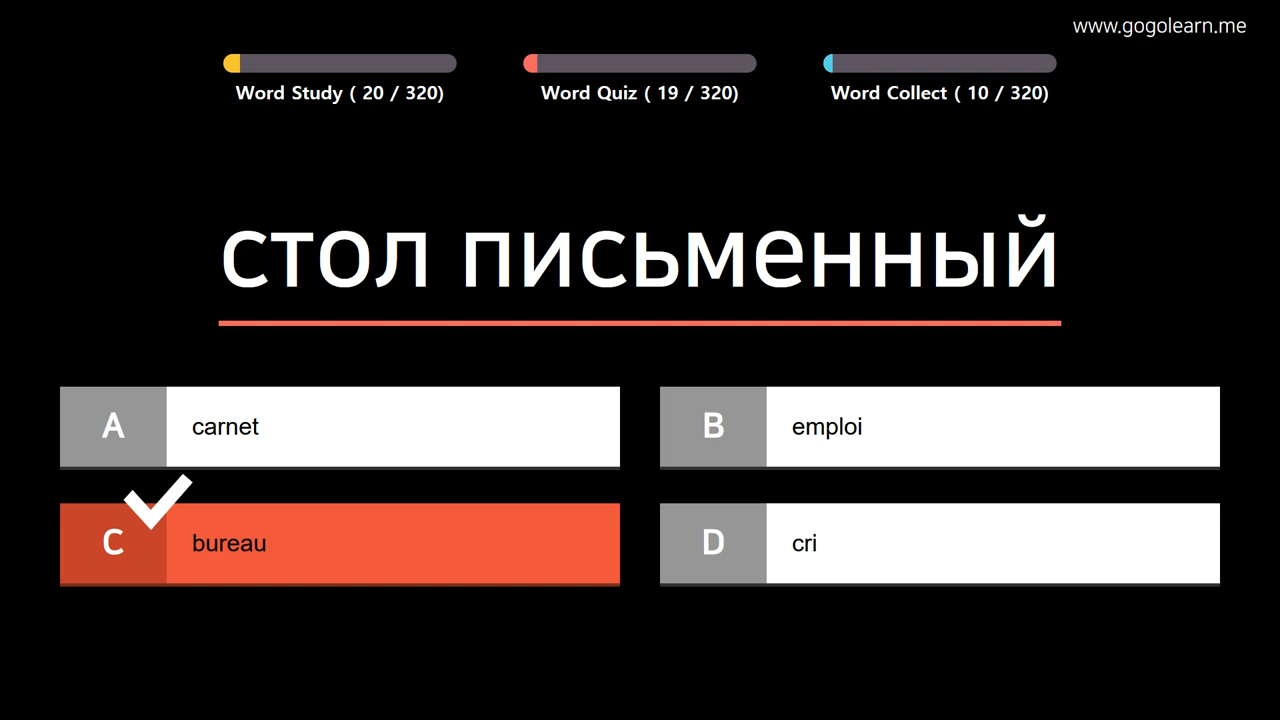 www.gogolearn.me
Word Study ( 20 / 320)
Word Quiz ( 19 / 320)
Word Collect ( 10 / 320)
стол письменный
A carnet
B emploi
C bureau
D cri